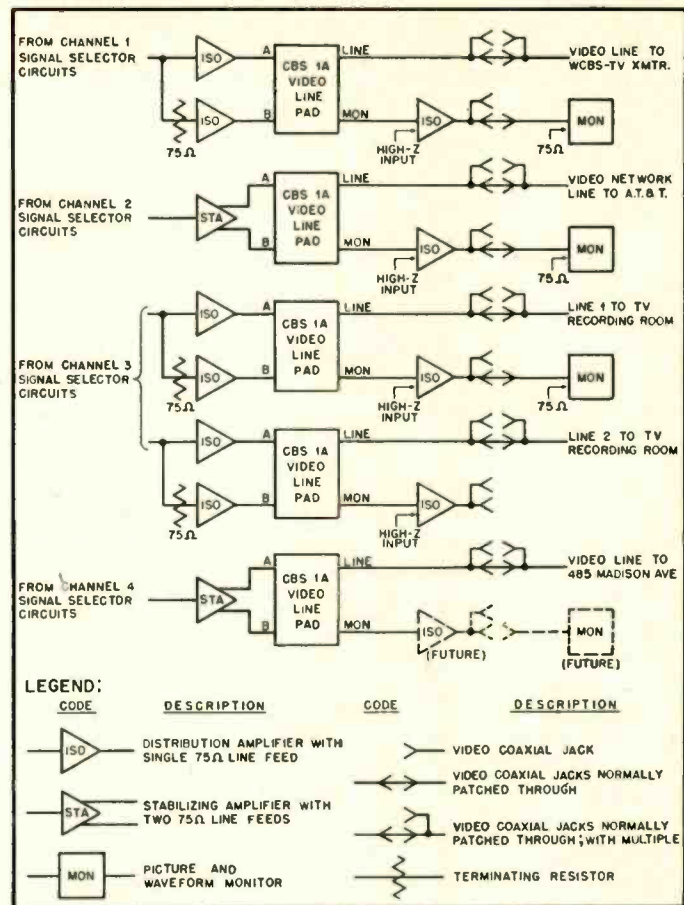 FROM CHANNEL 1
SIGNAL SELECTOR
CIRCUITS
ISO
A
CBS 1A
VIDEO
LINE
PAD
LINE
VIDEO LINE TO
WCBS-TV XMTR.
75Ω
ISO
B
MON
HIGH-Z
INPUT
ISO
75Ω
MON
FROM CHANNEL 2
SIGNAL SELECTOR
CIRCUITS
STA
A
B
CBS 1A
VIDEO
LINE
PAD
LINE
VIDEO NETWORK
LINE TO A.T.&T.
MON
HIGH-Z
INPUT
ISO
75Ω
MON
FROM CHANNEL 3
SIGNAL SELECTOR
CIRCUITS
ISO
A
CBS 1A
VIDEO
LINE
PAD
LINE
LINE 1 TO TV
RECORDING ROOM
75Ω
ISO
B
MON
HIGH-Z
INPUT
ISO
75Ω
MON
ISO
A
CBS 1A
VIDEO
LINE
PAD
LINE
LINE 2 TO TV
RECORDING ROOM
75Ω
ISO
B
MON
HIGH-Z
INPUT
ISO
FROM CHANNEL 4
SIGNAL SELECTOR
CIRCUITS
STA
A
B
CBS 1A
VIDEO
LINE
PAD
LINE
VIDEO LINE TO
485 MADISON AVE
MON
ISO
(FUTURE)
MON
(FUTURE)
LEGEND:
CODE DESCRIPTION
ISO
DISTRIBUTION AMPLIFIER WITH
SINGLE 75Ω LINE FEED
STA
STABILIZING AMPLIFIER WITH
TWO 75Ω LINE FEEDS
MON
PICTURE AND
WAVEFORM MONITOR
CODE DESCRIPTION
VIDEO COAXIAL JACK
VIDEO COAXIAL JACKS NORMALLY
PATCHED THROUGH
VIDEO COAXIAL JACKS NORMALLY
PATCHED THROUGH; WITH MULTIPLE
TERMINATING RESISTOR